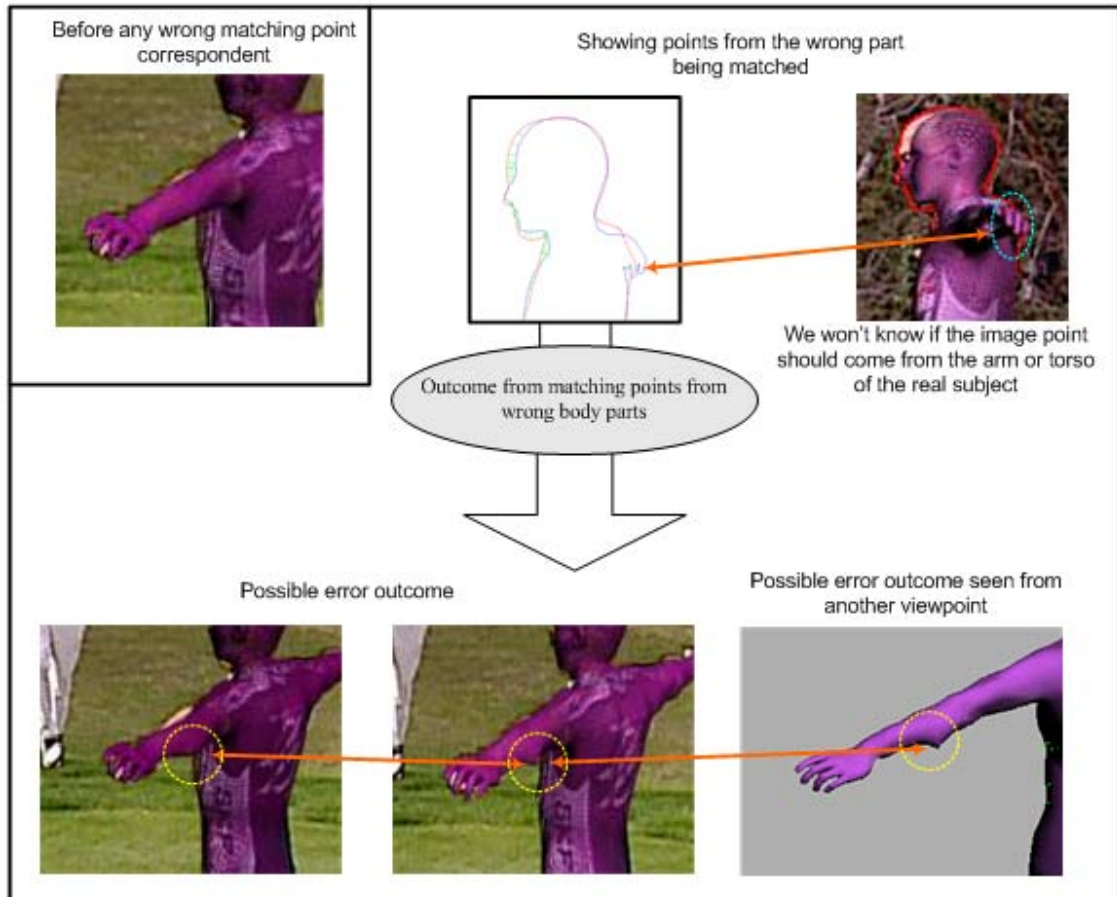 Before any wrong matching point
correspondent
Showing points from the wrong part
being matched
We won't know if the image point
should come from the arm or torso
of the real subject
Outcome from matching points from
wrong body parts
Possible error outcome
Possible error outcome seen from
another viewpoint